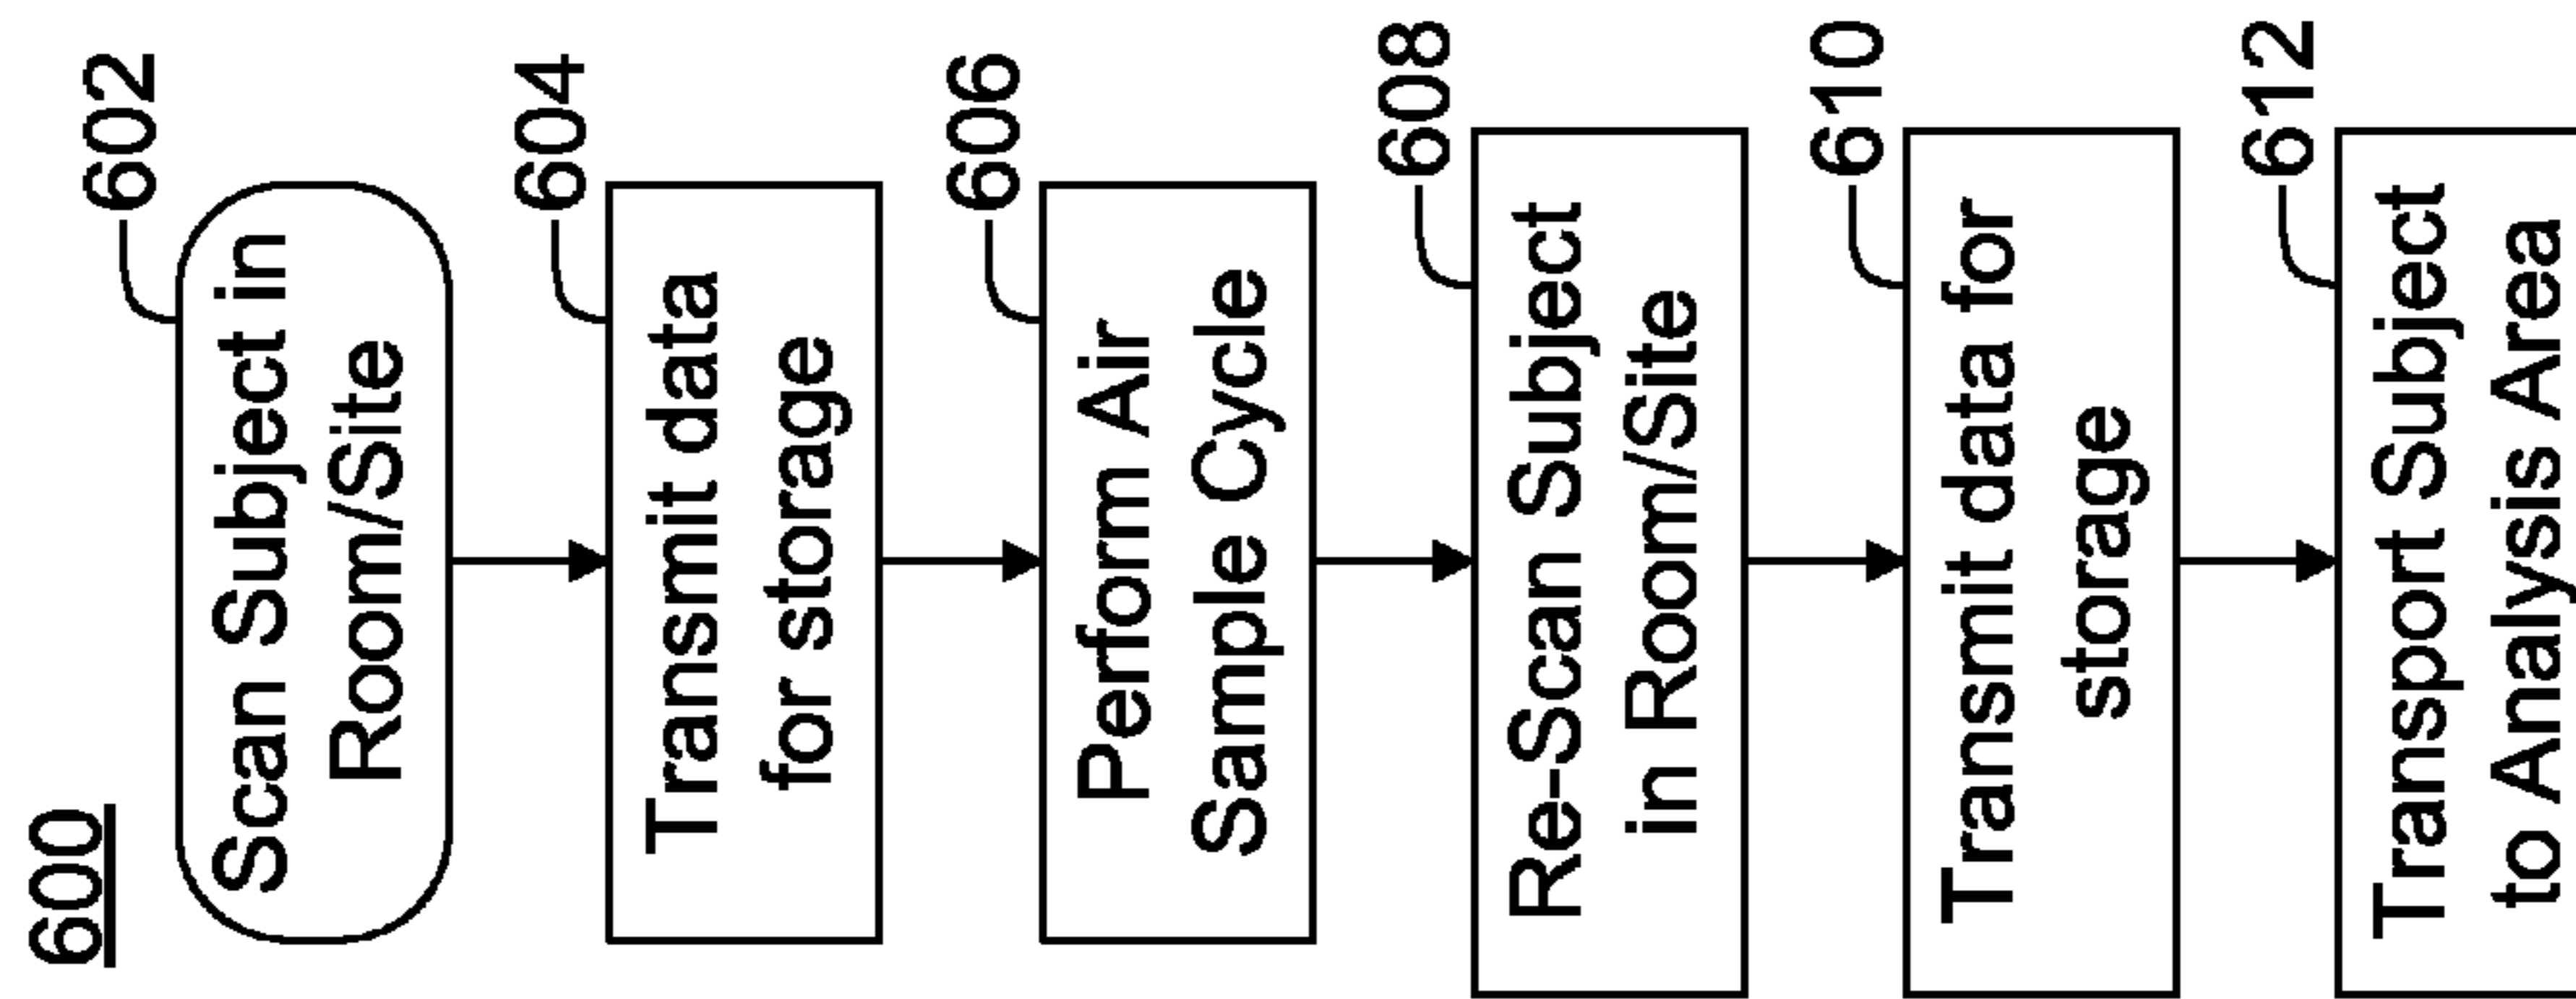 600
602
Scan Subject in
Room/Site
604
Transmit data
for storage
606
Perform Air
Sample Cycle
608
Re-Scan Subject
in Room/Site
610
Transmit data for
storage
612
Transport Subject
to Analysis Area